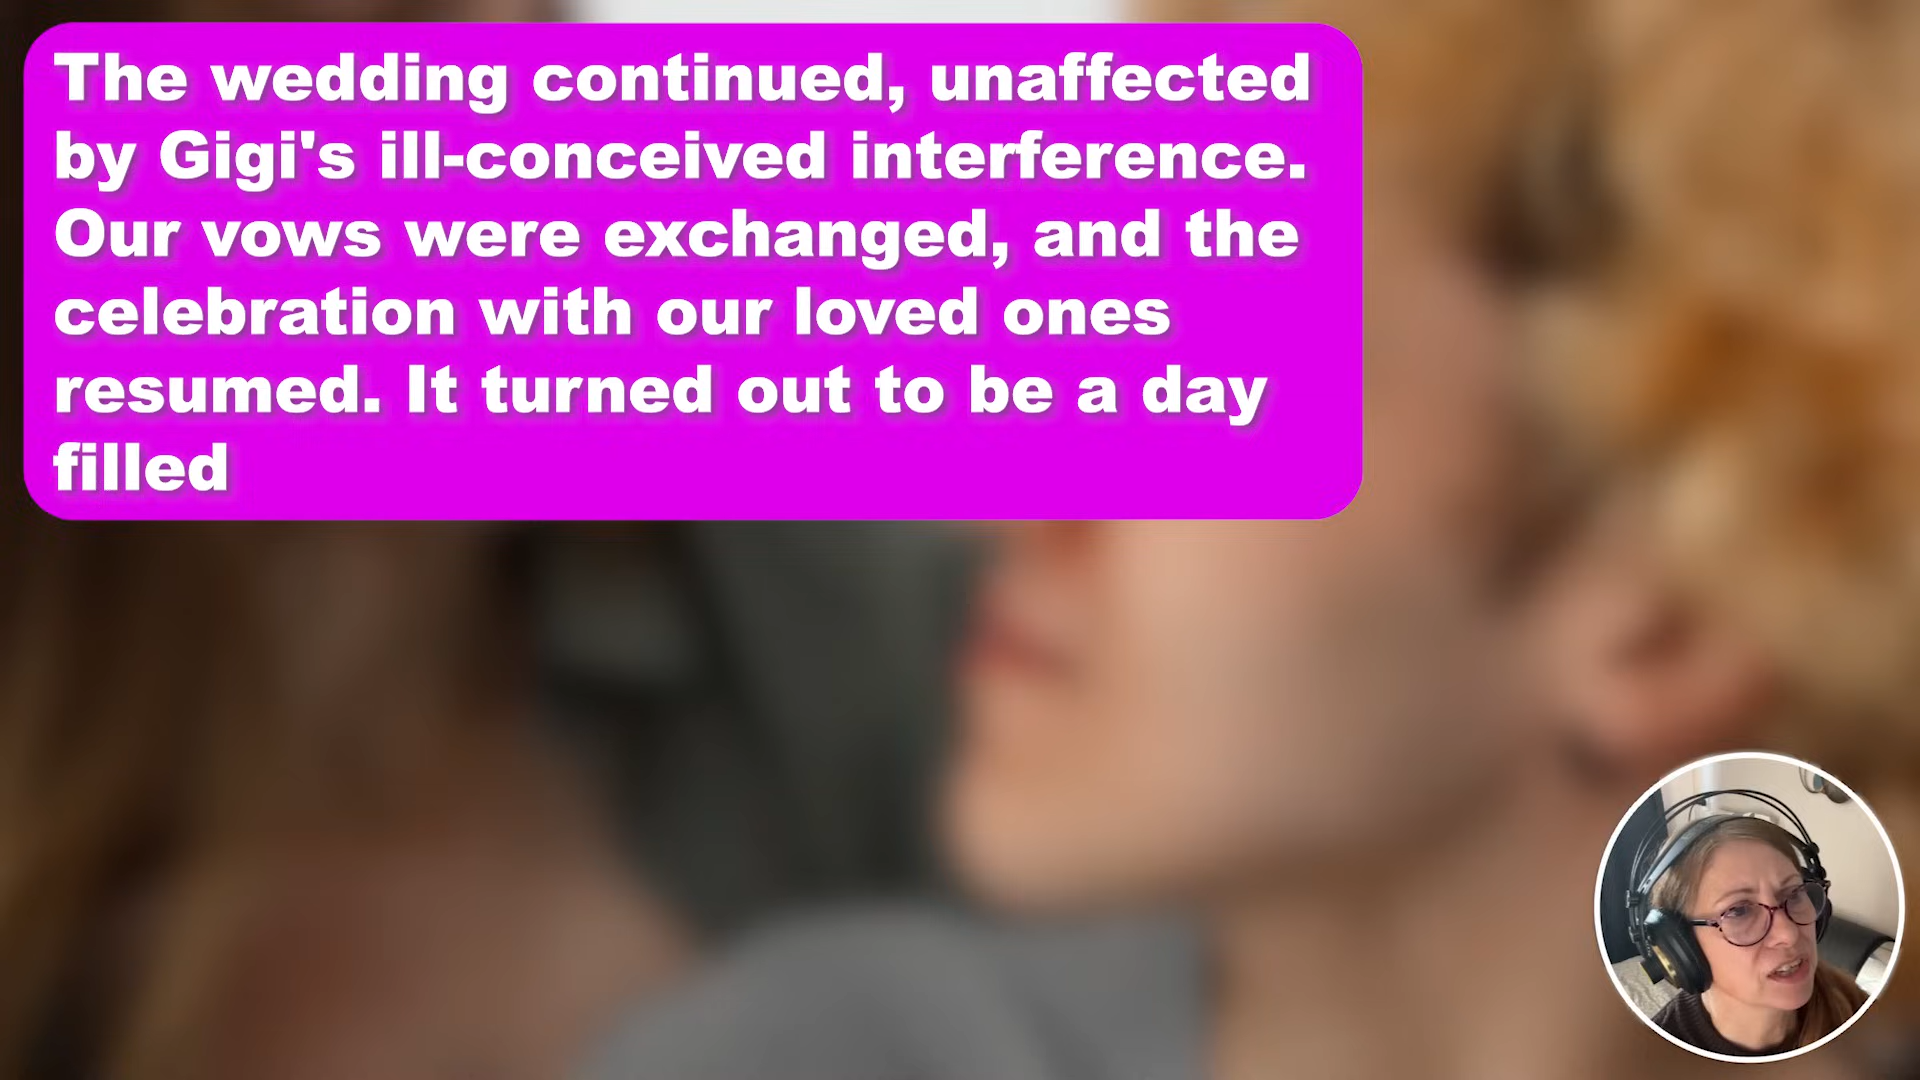 The wedding continued, unaffected
by Gigi's ill-conceived interference.
Our vows were exchanged, and the
celebration with our loved ones
resumed. It turned out to be a day
filled